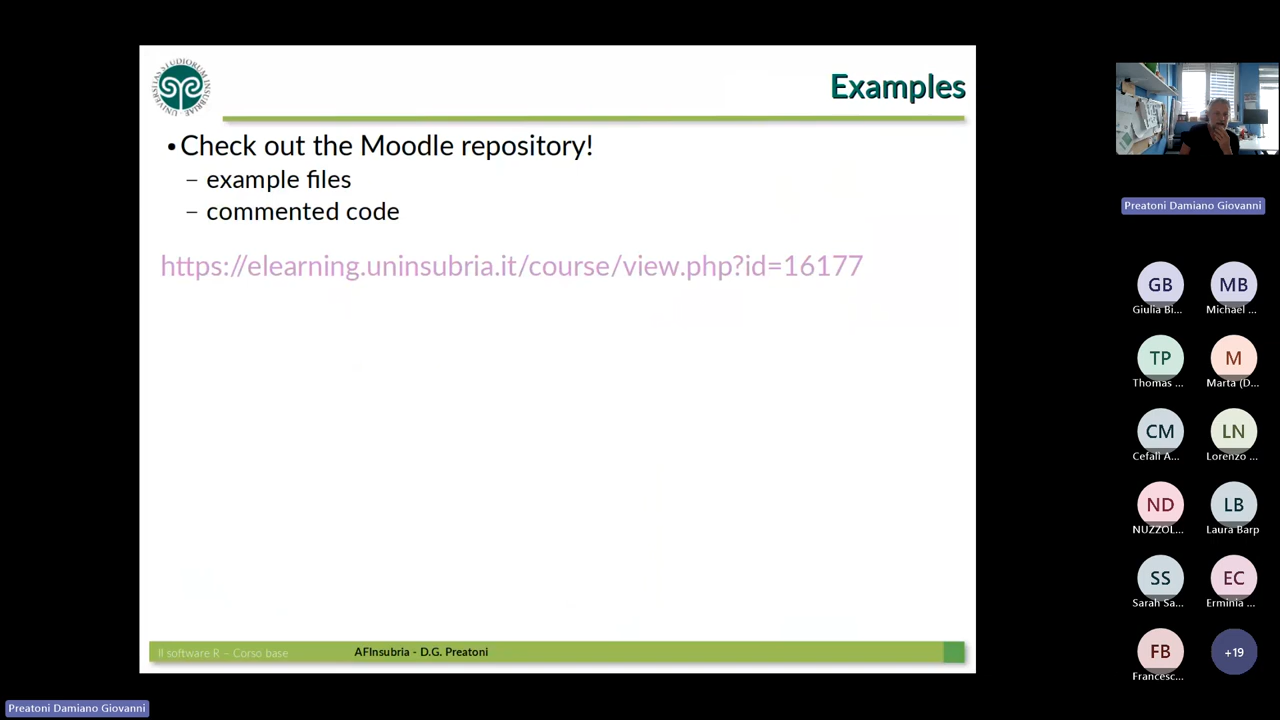 Examples
•Check out the Moodle repository!
– example files
– commented code
https://elearning.uninsubria.it/course/view.php?id=16177
Il software R – Corso base
AFInsubria - D.G. Preatoni
Preatoni Damiano Giovanni
GB
Giulia Bi...
MB
Michael ...
TP
Thomas ...
M
Marta (D...
CM
Cefalì A...
LN
Lorenzo ...
ND
NUZZOL...
LB
Laura Barp
SS
Sarah Sa...
EC
Erminia ...
FB
Francesc...
+19
Preatoni Damiano Giovanni